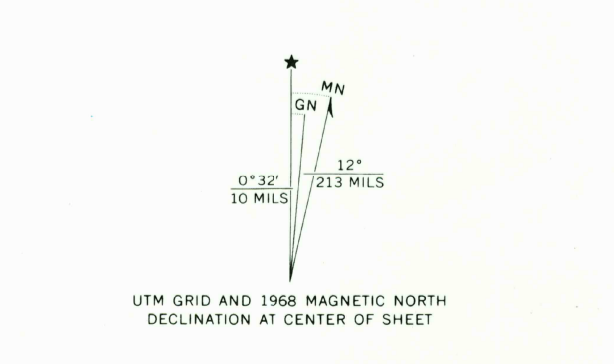 MN
GN
12°
213 MILS
0°32'
10 MILS
UTM GRID AND 1968 MAGNETIC NORTH
DECLINATION AT CENTER OF SHEET